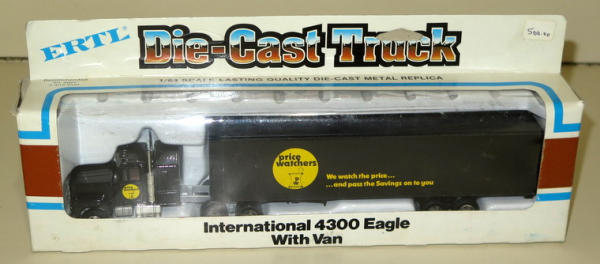 ERTL
Die-Cast Truck
1/64 SCALE LASTING QUALITY DIE-CAST METAL REPLICA
price
watchers
We watch the price...
...and pass the Savings on to you
International 4300 Eagle
With Van